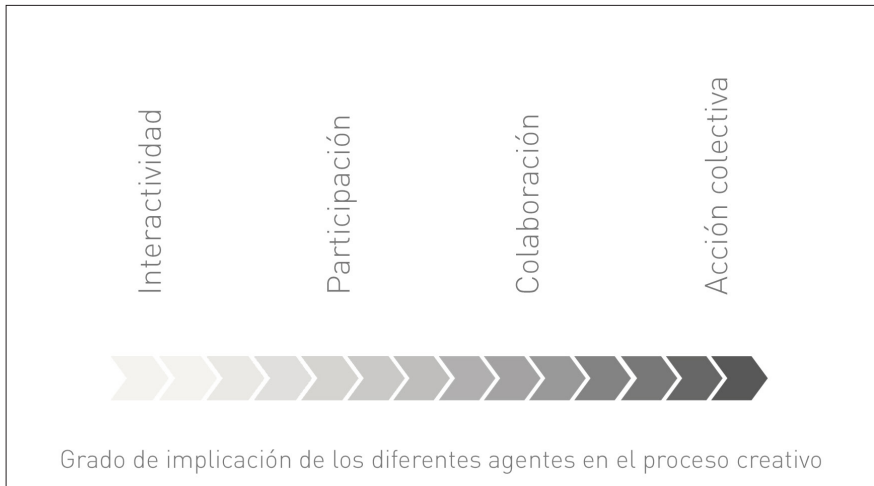 Interactividad
Participación
Colaboración
Acción colectiva
Grado de implicación de los diferentes agentes en el proceso creativo